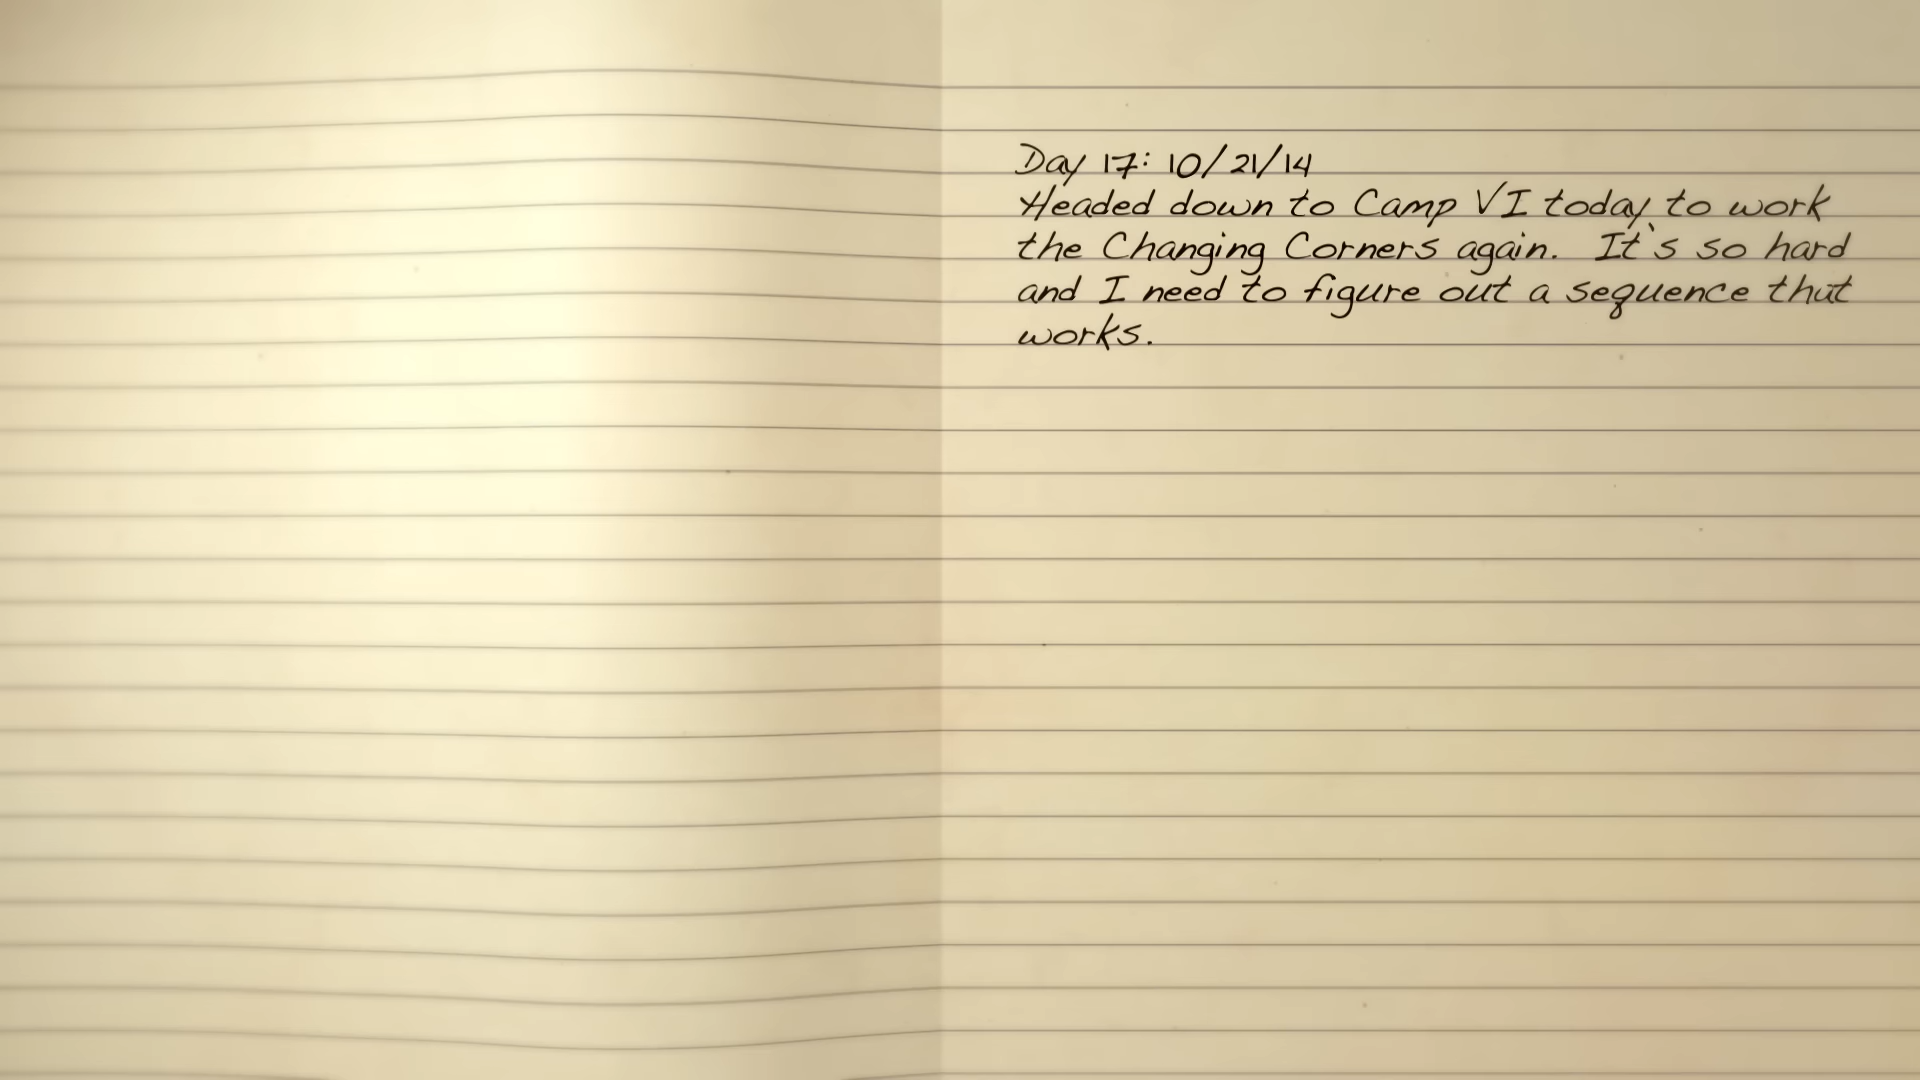 Day 17: 10/21/14
Headed down to Camp VI today to work
the Changing Corners again. It's so hard
and I need to figure out a sequence that
works.